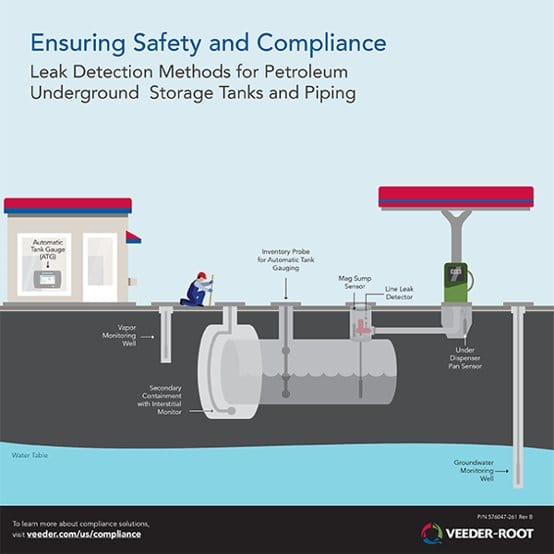 Ensuring Safety and Compliance
Leak Detection Methods for Petroleum
Underground Storage Tanks and Piping
Automatic
Tank Gauge
(ATG)
Inventory Probe
for Automatic Tank
Gauging
Mag Sump
Sensor
Line Leak
Detector
Vapor
Monitoring
Well
Under
Dispenser
Pan Sensor
Secondary
Containment
with Interstitial
Monitor
Water Table
Groundwater
Monitoring
Well
P/N 576047-261 Rev B
To learn more about compliance solutions,
visit veeder.com/us/compliance
VEEDER-ROOT